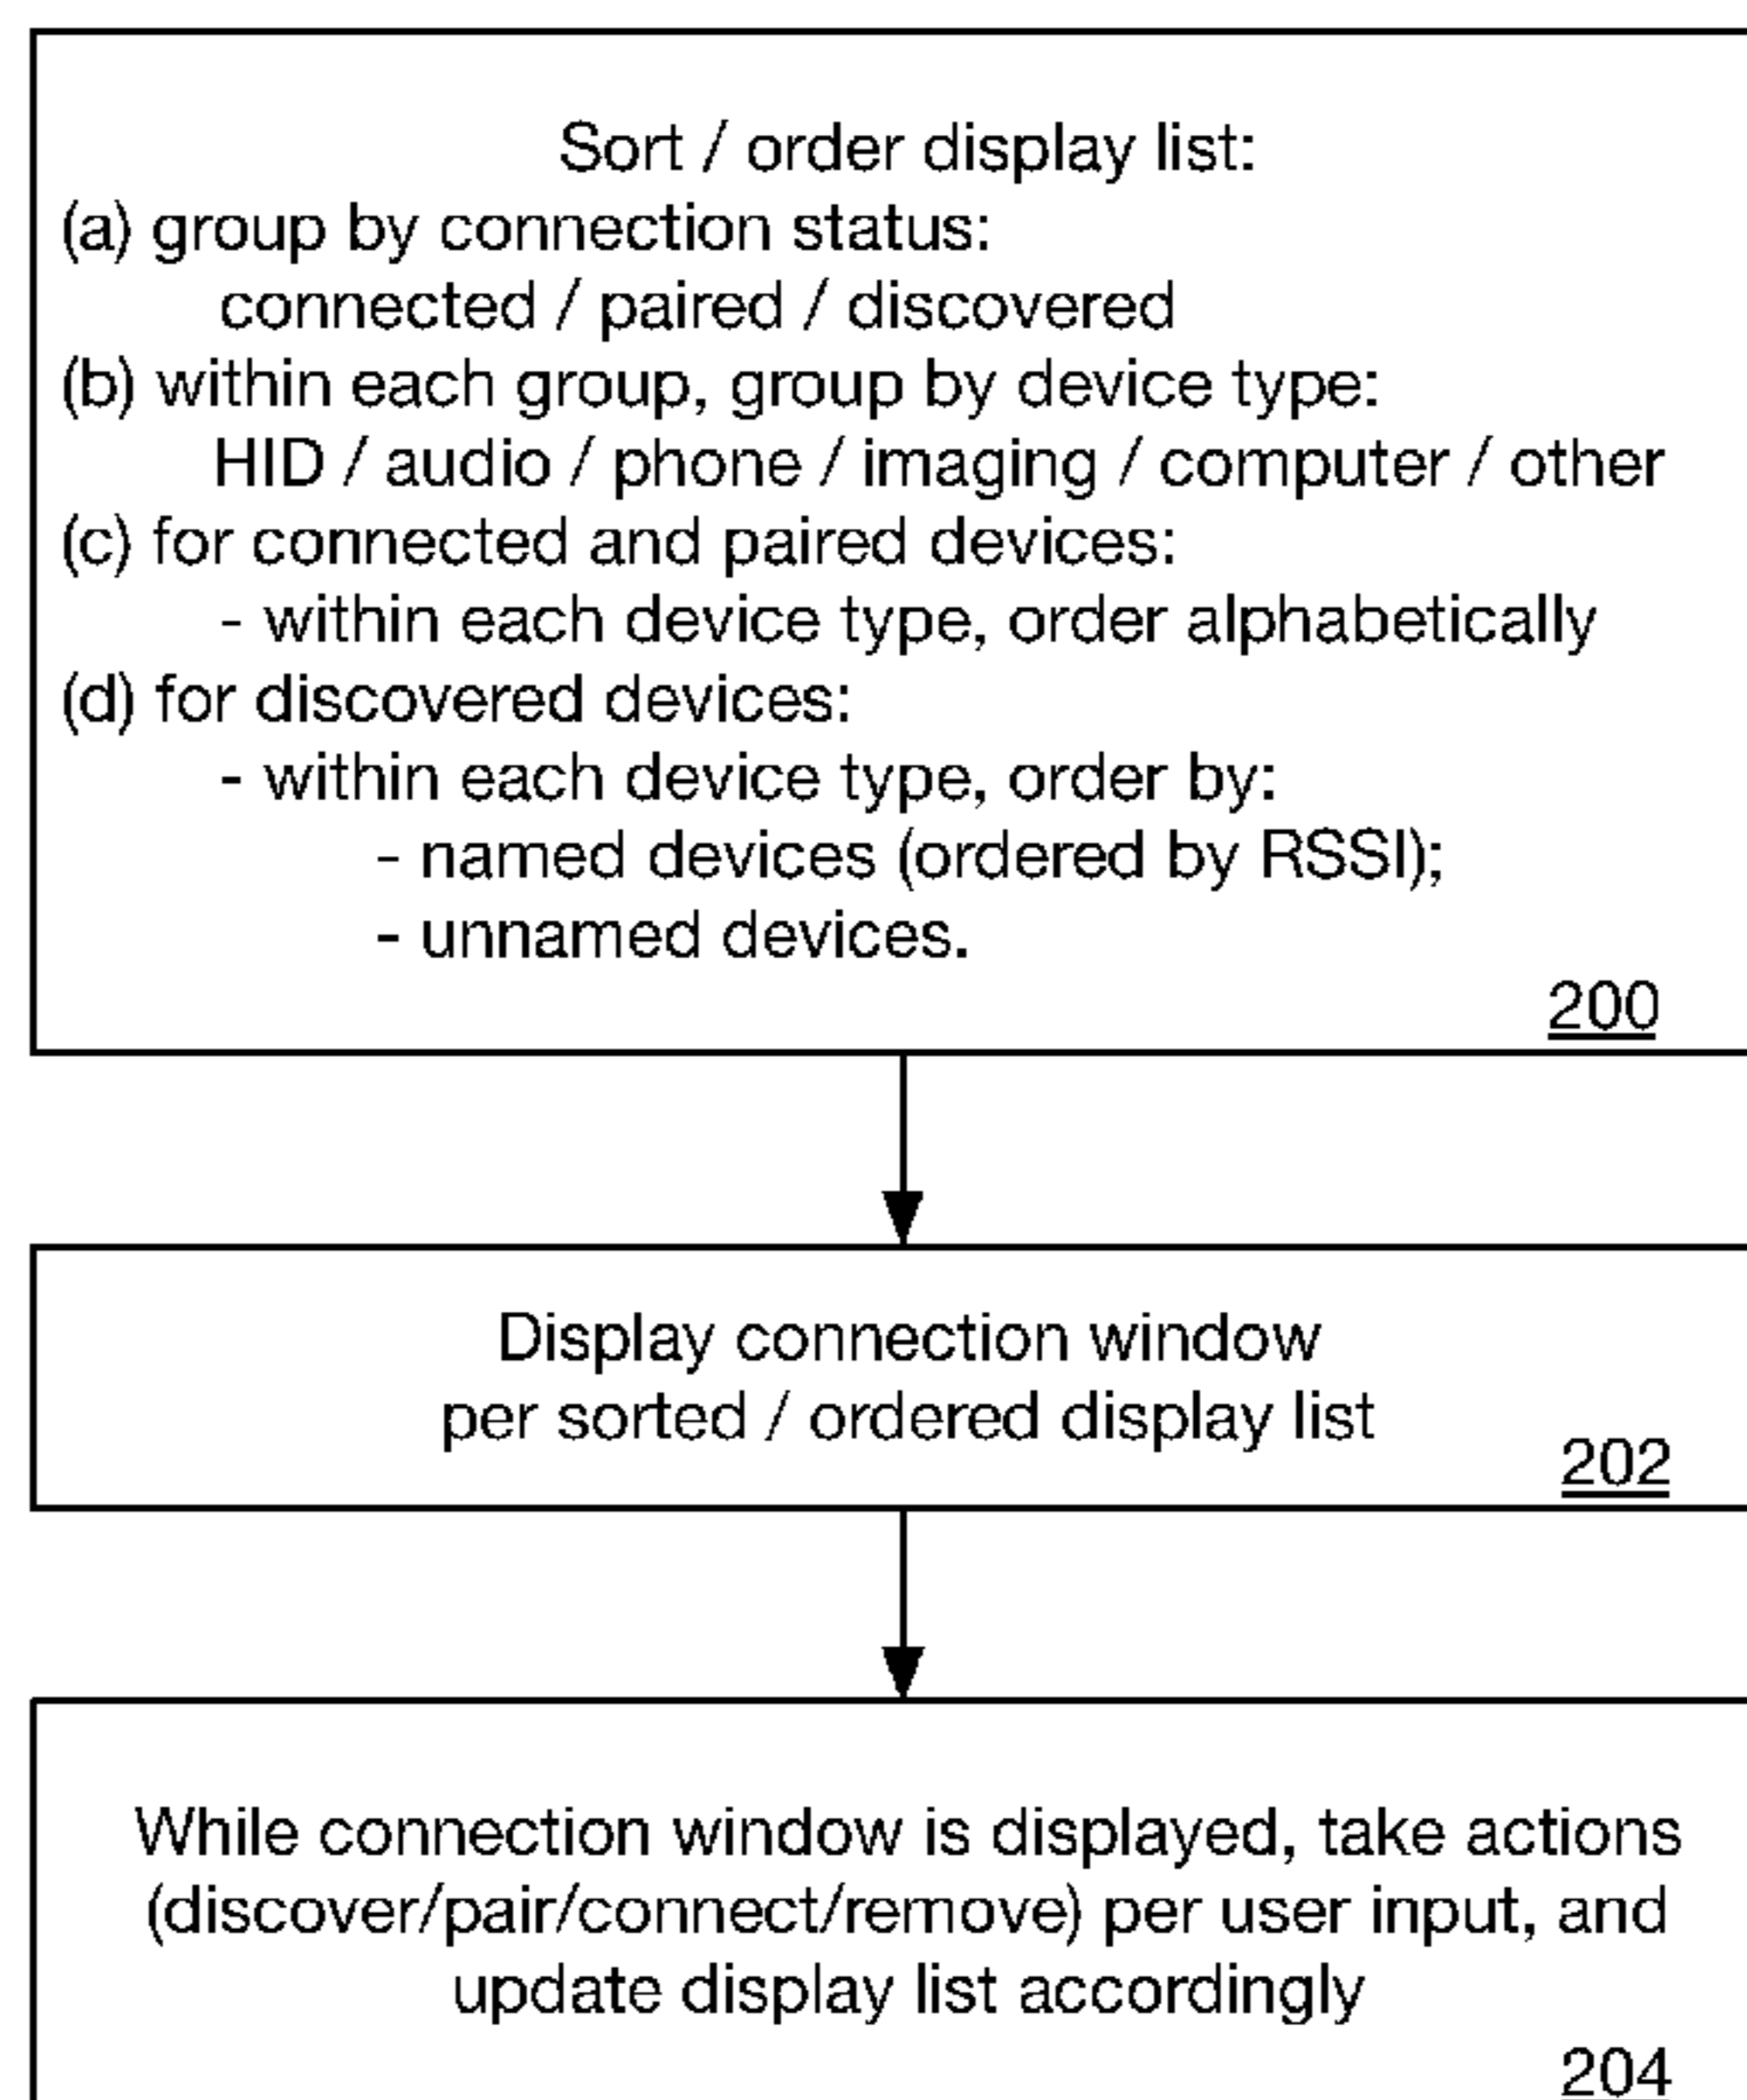 Sort / order display list:
(a) group by connection status:
connected / paired / discovered
(b) within each group, group by device type:
HID / audio / phone / imaging / computer / other
(c) for connected and paired devices:
- within each device type, order alphabetically
(d) for discovered devices:
- within each device type, order by:
- named devices (ordered by RSSI);
- unnamed devices.
200
Display connection window
per sorted / ordered display list
202
While connection window is displayed, take actions
(discover/pair/connect/remove) per user input, and
update display list accordingly
204